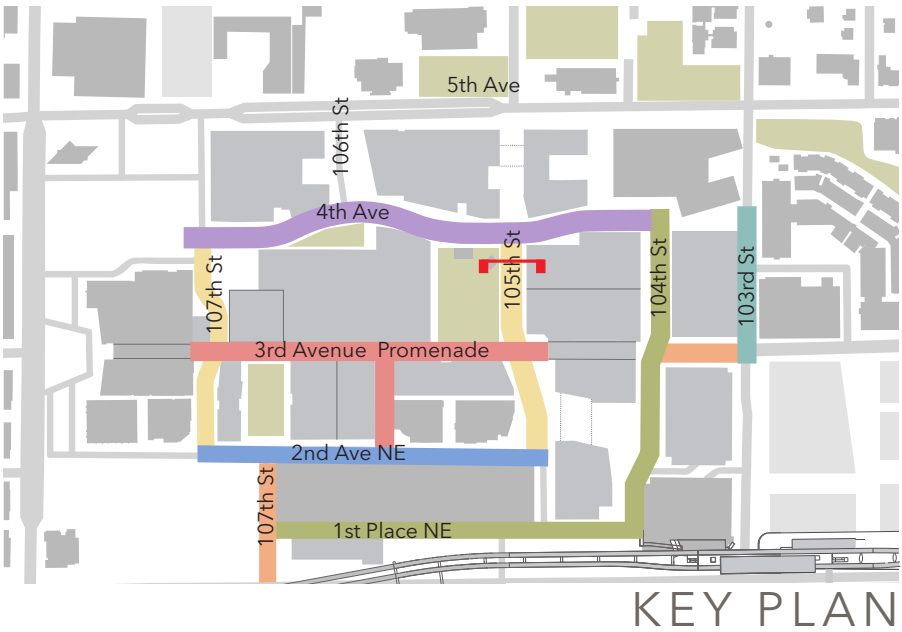 5th Ave
106th St
4th Ave
107th St
105th St
104th St
103rd St
3rd Avenue Promenade
2nd Ave NE
107th St
1st Place NE
KEY PLAN